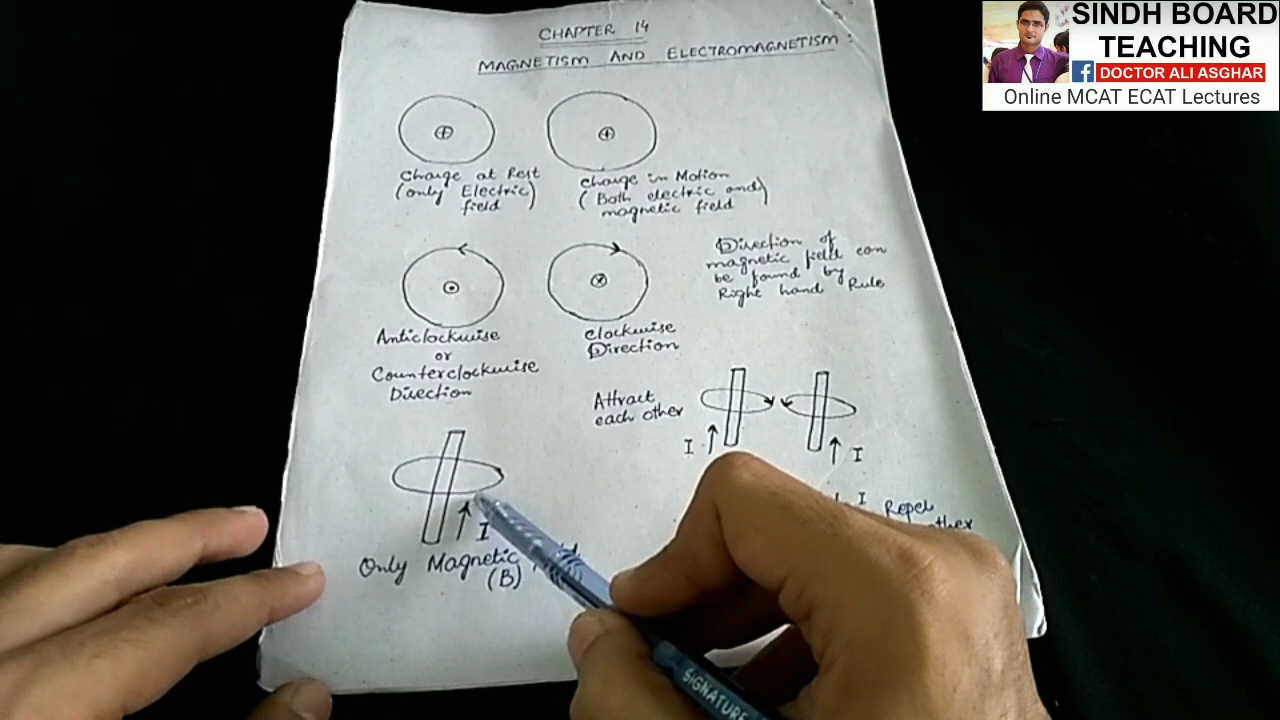 SINDH BOARD
TEACHING
DOCTOR ALI ASGHAR
Online MCAT ECAT Lectures
CHAPTER 14
MAGNETISM AND ELECTROMAGNETISM :
Charge at Rest
(only Electric)
field
Charge in Motion
( Both electric and )
magnetic field
Direction of
magnetic field can
be found by
Right hand Rule
Anticlockwise
or
Counterclockwise
Direction
Clockwise
Direction
Attract
each other
I
I
I
Only Magnetic
(B)
I
Repel